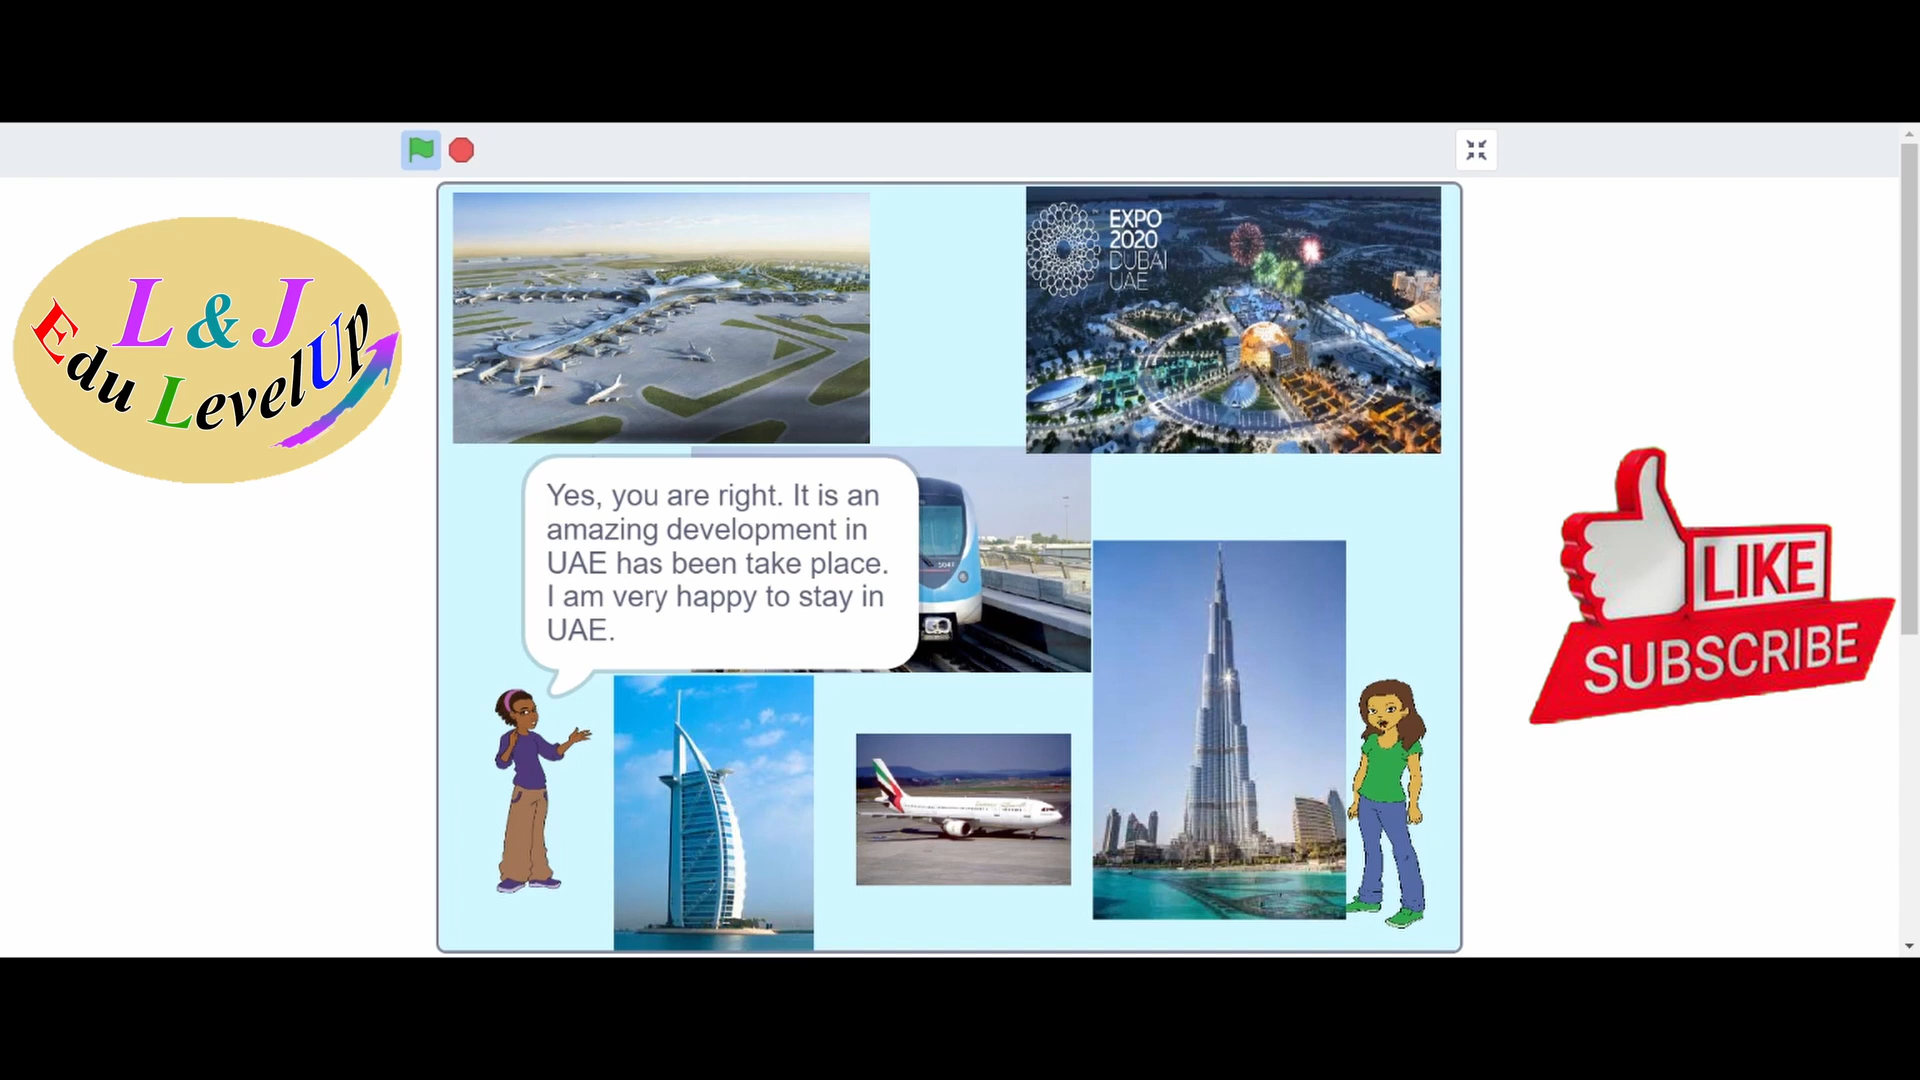 L & J
Edu LevelUp
EXPO
2020
DUBAI
UAE
Yes, you are right. It is an
amazing development in
UAE has been take place.
I am very happy to stay in
UAE.
5041
LIKE
SUBSCRIBE